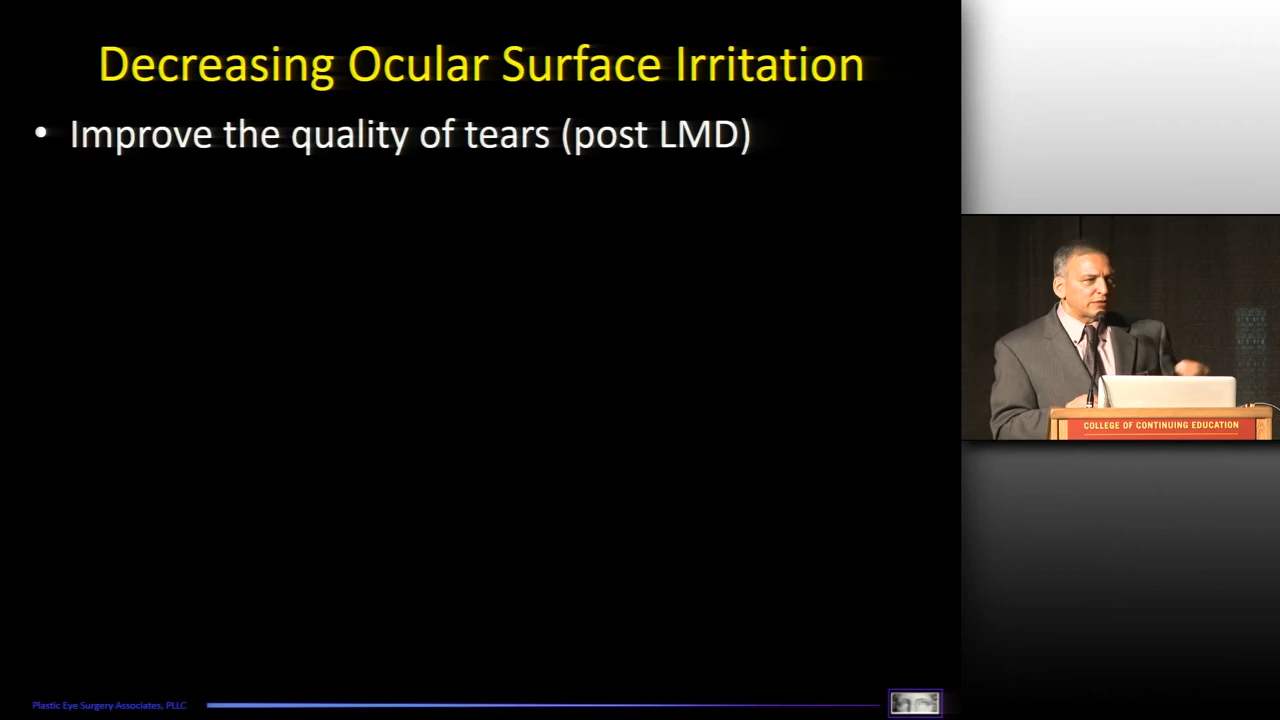 Decreasing Ocular Surface Irritation
• Improve the quality of tears (post LMD)
COLLEGE OF CONTINUING EDUCATION
Plastic Eye Surgery Associates, PLLC